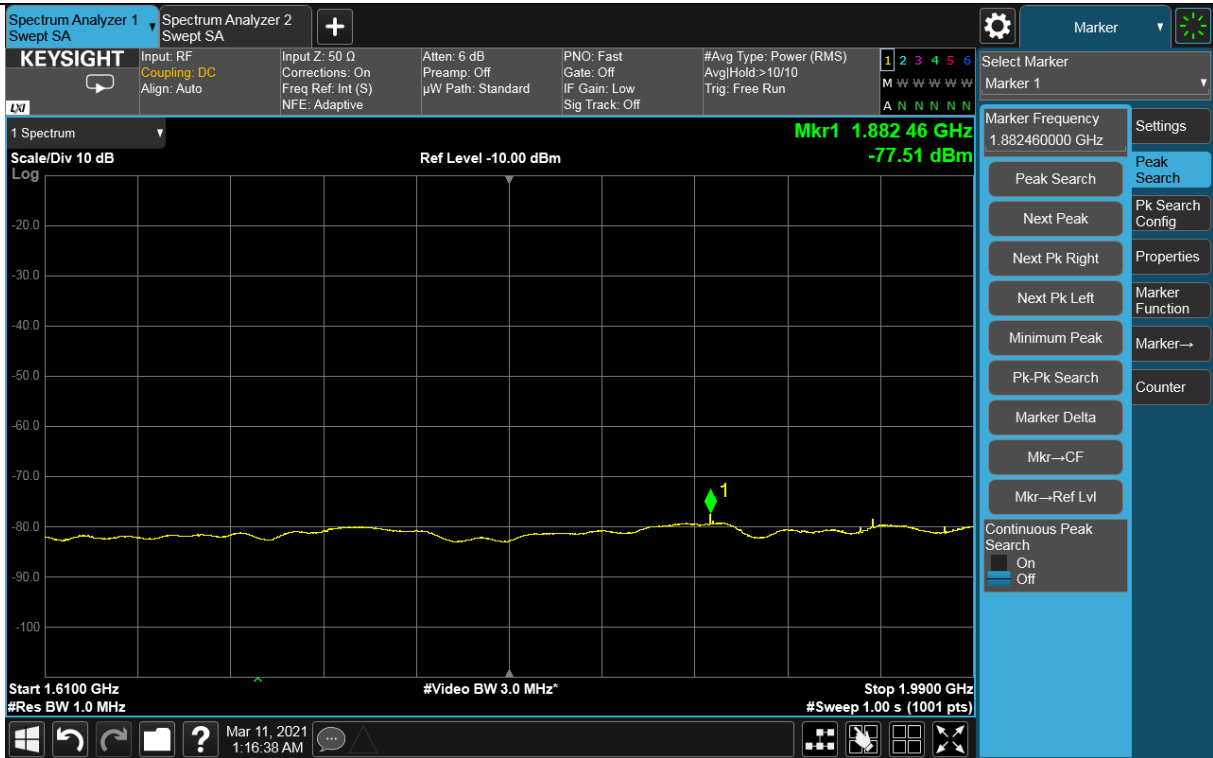 Spectrum Analyzer 1
Swept SA
Spectrum Analyzer 2
Swept SA
Marker
KEYSIGHT
LXI
Input: RF
Coupling: DC
Align: Auto
Input Z: 50 Ω
Corrections: On
Freq Ref: Int (S)
NFE: Adaptive
Atten: 6 dB
Preamp: Off
µW Path: Standard
PNO: Fast
Gate: Off
IF Gain: Low
Sig Track: Off
#Avg Type: Power (RMS)
Avg|Hold:>10/10
Trig: Free Run
1 2 3 4 5 6
M W W W W W
A N N N N N
Select Marker
Marker 1
1 Spectrum
Scale/Div 10 dB
Ref Level -10.00 dBm
Mkr1 1.882 46 GHz
-77.51 dBm
Log
-20.0
-30.0
-40.0
-50.0
-60.0
-70.0
-80.0
-90.0
-100
1
Start 1.6100 GHz
#Res BW 1.0 MHz
#Video BW 3.0 MHz*
Stop 1.9900 GHz
#Sweep 1.00 s (1001 pts)
Marker Frequency
1.882460000 GHz
Peak Search
Next Peak
Next Pk Right
Next Pk Left
Minimum Peak
Pk-Pk Search
Marker Delta
Mkr→CF
Mkr→Ref Lvl
Continuous Peak
Search
On
Off
Settings
Peak
Search
Pk Search
Config
Properties
Marker
Function
Marker→
Counter
?
Mar 11, 2021
1:16:38 AM